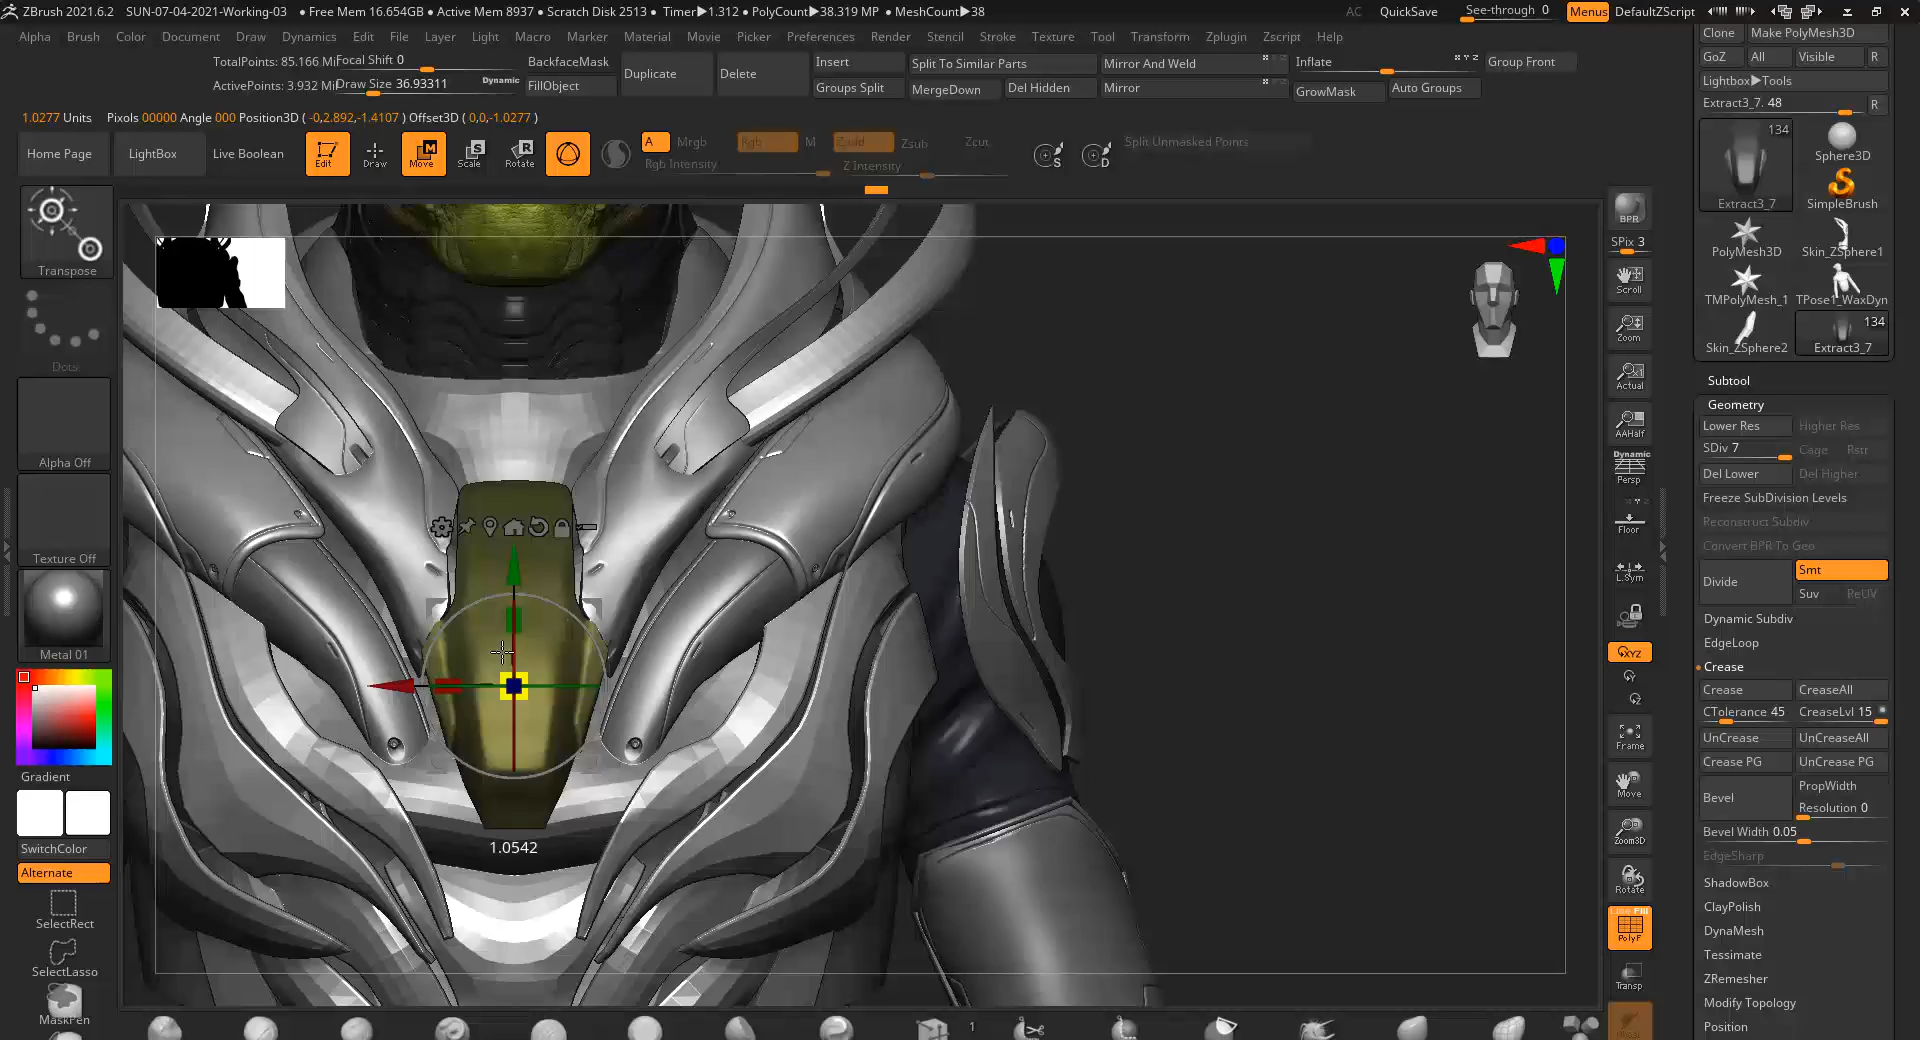 ZBrush 2021.6.2 SUN-07-04-2021-Working-03 ● Free Mem 16.654GB ● Active Mem 8937 ● Scratch Disk 2513 ● Timer▶1.312 ● PolyCount▶38.319 MP ● MeshCount▶38 AC QuickSave See-through 0 Menus DefaultZScript
Alpha Brush Color Document Draw Dynamics Edit File Layer Light Macro Marker Material Movie Picker Preferences Render Stencil Stroke Texture Tool Transform Zplugin Zscript Help
TotalPoints: 85.166 Mi Focal Shift 0 BackfaceMask Duplicate Delete Insert Split To Similar Parts Mirror And Weld Inflate Group Front
ActivePoints: 3.932 Mil Draw Size 36.93311 Dynamic FillObject Groups Split MergeDown Del Hidden Mirror GrowMask Auto Groups
1.0277 Units Pixols 00000 Angle 000 Position3D ( -0,2.892,-1.4107 ) Offset3D ( 0,0,-1.0277 )
Home Page LightBox Live Boolean Edit Draw Move Scale Rotate A Mrgb Rgb M Zadd Zsub Zcut Split Unmasked Points
Rgb Intensity Z Intensity
S D
Transpose
Dots
Alpha Off
Texture Off
Metal 01
Gradient
SwitchColor
Alternate
SelectRect
SelectLasso
MaskPen
1.0542
1
BPR
SPix 3
Scroll
Zoom
Actual
AAHalf
Dynamic
Persp
Floor
L.Sym
XYZ
Frame
Move
Zoom3D
Rotate
Line Fill
PolyF
Transp
Clone Make PolyMesh3D
GoZ All Visible R
Lightbox▶Tools
Extract3_7. 48 R
134
Extract3_7
Sphere3D
SimpleBrush
PolyMesh3D Skin_ZSphere1
TMPolyMesh_1 TPose1_WaxDyn
134
Skin_ZSphere2 Extract3_7
Subtool
Geometry
Lower Res Higher Res
SDiv 7 Cage Rstr
Del Lower Del Higher
Freeze SubDivision Levels
Reconstruct Subdiv
Convert BPR To Geo
Divide Smt
Suv ReUV
Dynamic Subdiv
EdgeLoop
Crease
Crease CreaseAll
CTolerance 45 CreaseLvl 15
UnCrease UnCreaseAll
Crease PG UnCrease PG
Bevel PropWidth
Resolution 0
Bevel Width 0.05
EdgeSharp
ShadowBox
ClayPolish
DynaMesh
Tessimate
ZRemesher
Modify Topology
Position